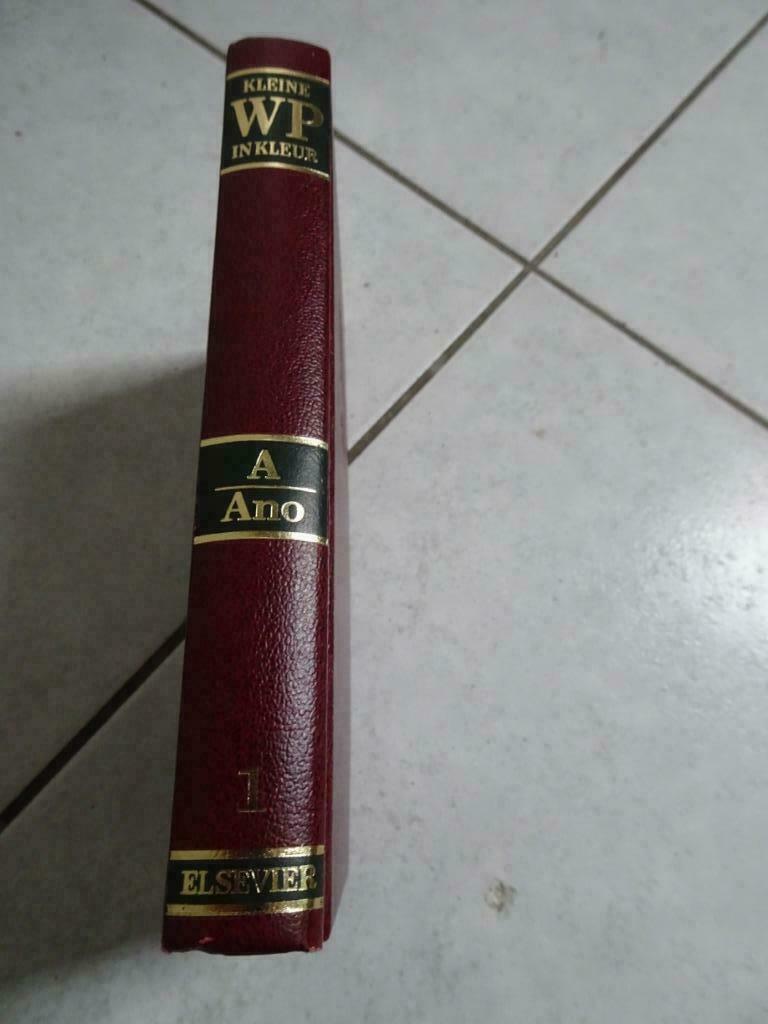 KLEINE
WP
IN KLEUR
A
Ano
1
ELSEVIER